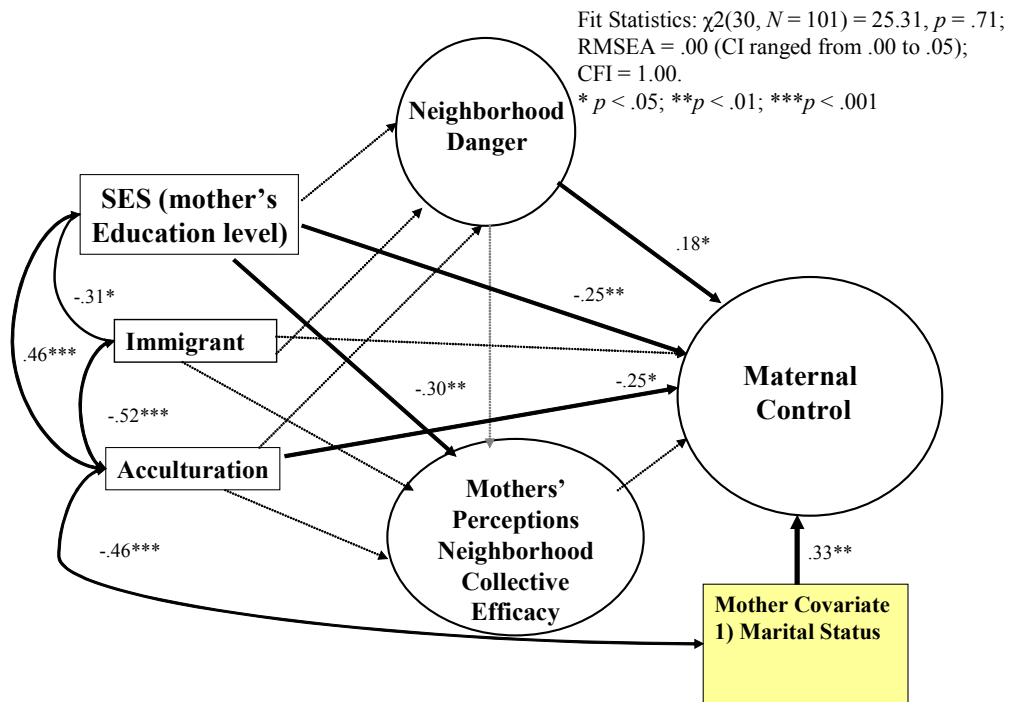 Fit Statistics: χ2(30, N = 101) = 25.31, p = .71;
RMSEA = .00 (CI ranged from .00 to .05);
CFI = 1.00.
* p < .05; **p < .01; ***p < .001
Neighborhood
Danger
SES (mother’s
Education level)
.18*
-.31*
-.25**
Immigrant
.46***
Maternal
Control
-.30**
-.25*
-.52***
Acculturation
Mothers’
Perceptions
Neighborhood
Collective
Efficacy
-.46***
.33**
Mother Covariate
1) Marital Status